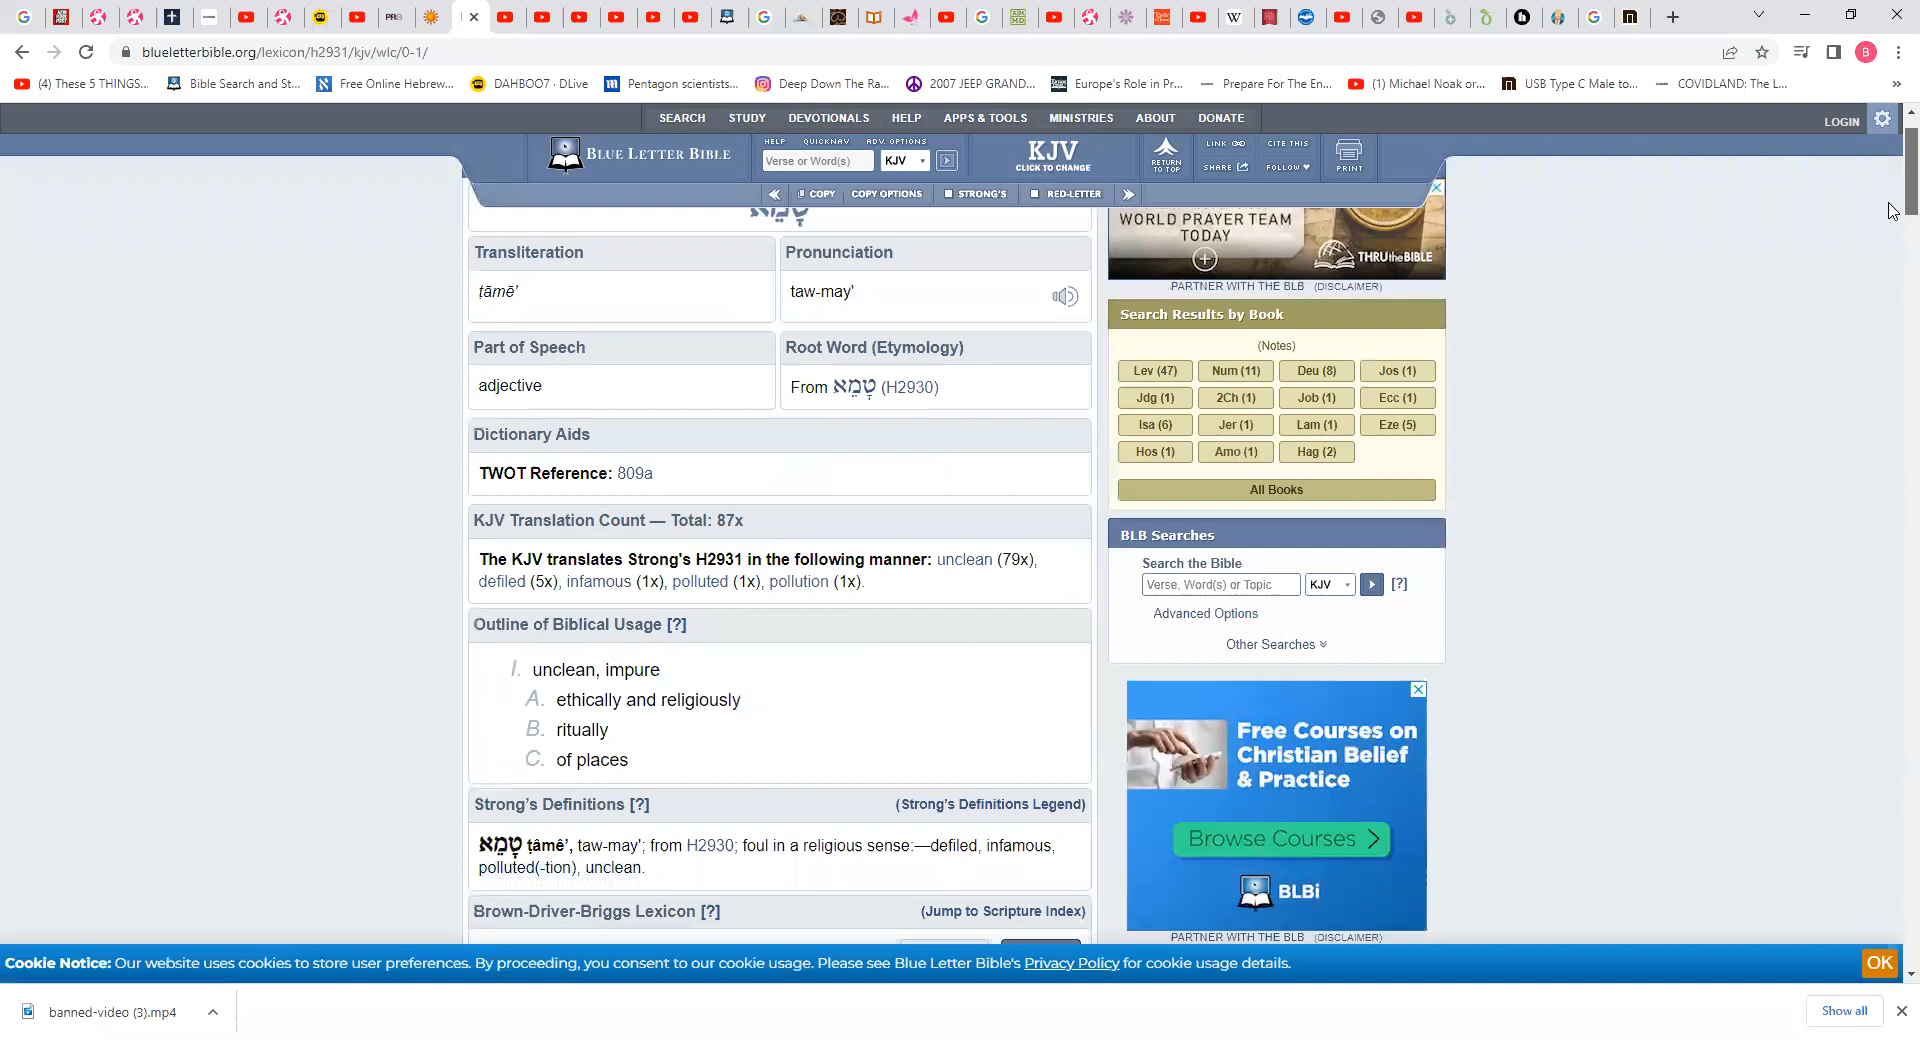 blueletterbible.org/lexicon/h2931/kjv/wlc/0-1/
B
(4) These 5 THINGS...
Bible Search and St...
Free Online Hebrew...
DAHBOO7 · DLive
Pentagon scientists...
Deep Down The Ra...
2007 JEEP GRAND...
Europe's Role in Pr...
Prepare For The En...
(1) Michael Noak or...
USB Type C Male to...
COVIDLAND: The L...
SEARCH STUDY DEVOTIONALS HELP APPS & TOOLS MINISTRIES ABOUT DONATE
LOGIN
BLUE LETTER BIBLE
HELP QUICKNAV ADV. OPTIONS
Verse or Word(s) KJV
KJV
CLICK TO CHANGE
RETURN
TO TOP
LINK CITE THIS
SHARE FOLLOW
PRINT
COPY COPY OPTIONS STRONG'S RED-LETTER
טָמֵא
Transliteration
ṭāmē'
Pronunciation
taw-may'
Part of Speech
adjective
Root Word (Etymology)
From טָמֵא (H2930)
Dictionary Aids
TWOT Reference: 809a
KJV Translation Count — Total: 87x
The KJV translates Strong's H2931 in the following manner: unclean (79x),
defiled (5x), infamous (1x), polluted (1x), pollution (1x).
Outline of Biblical Usage [?]
I. unclean, impure
A. ethically and religiously
B. ritually
C. of places
Strong's Definitions [?] (Strong's Definitions Legend)
טָמֵא ṭâmêʼ, taw-may'; from H2930; foul in a religious sense:—defiled, infamous,
polluted(-tion), unclean.
Brown-Driver-Briggs Lexicon [?] (Jump to Scripture Index)
WORLD PRAYER TEAM
TODAY
THRU the BIBLE
PARTNER WITH THE BLB (DISCLAIMER)
Search Results by Book
(Notes)
Lev (47) Num (11) Deu (8) Jos (1)
Jdg (1) 2Ch (1) Job (1) Ecc (1)
Isa (6) Jer (1) Lam (1) Eze (5)
Hos (1) Amo (1) Hag (2)
All Books
BLB Searches
Search the Bible
Verse, Word(s) or Topic KJV [?]
Advanced Options
Other Searches
Free Courses on
Christian Belief
& Practice
Browse Courses
BLBi
PARTNER WITH THE BLB (DISCLAIMER)
Cookie Notice: Our website uses cookies to store user preferences. By proceeding, you consent to our cookie usage. Please see Blue Letter Bible's Privacy Policy for cookie usage details.
OK
banned-video (3).mp4
Show all